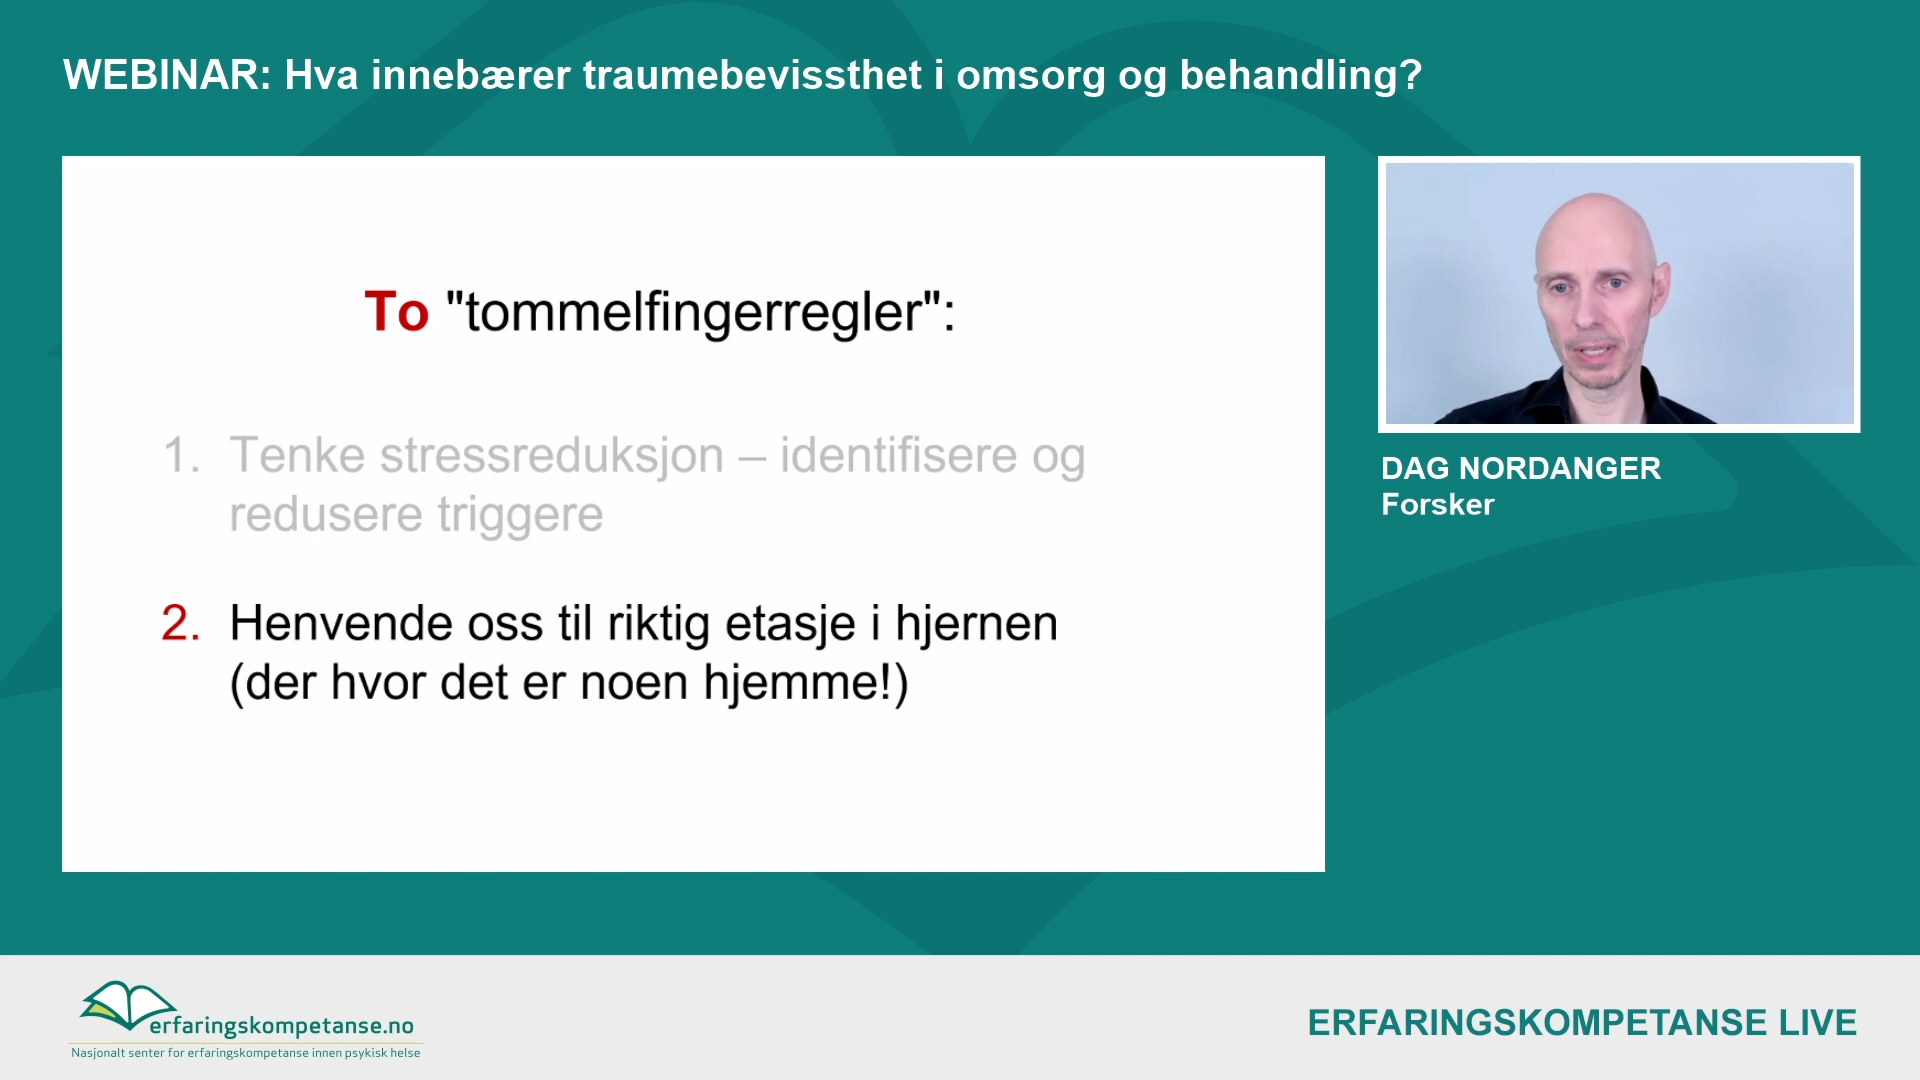 WEBINAR: Hva innebærer traumebevissthet i omsorg og behandling?
To "tommelfingerregler":
1. Tenke stressreduksjon – identifisere og
redusere triggere
2. Henvende oss til riktig etasje i hjernen
(der hvor det er noen hjemme!)
DAG NORDANGER
Forsker
erfaringskompetanse.no
Nasjonalt senter for erfaringskompetanse innen psykisk helse
ERFARINGSKOMPETANSE LIVE